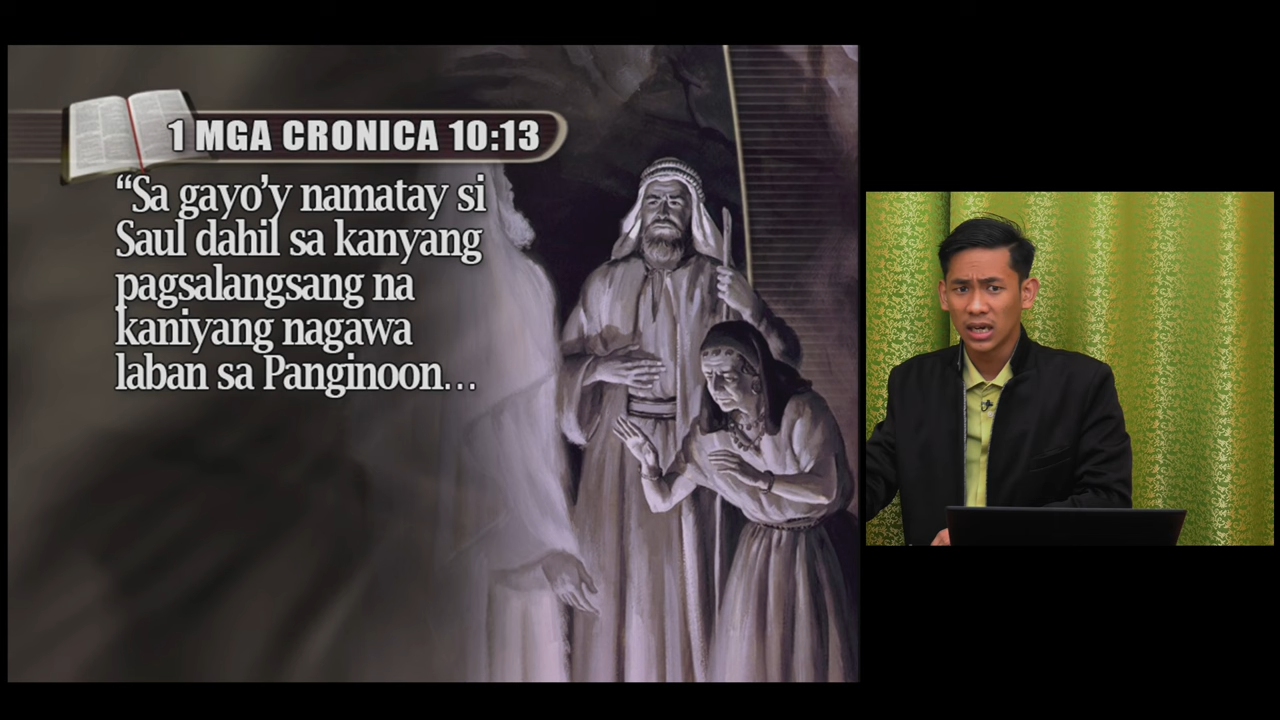 1 MGA CRONICA 10:13
“Sa gayo’y namatay si
Saul dahil sa kanyang
pagsalangsang na
kaniyang nagawa
laban sa Panginoon...